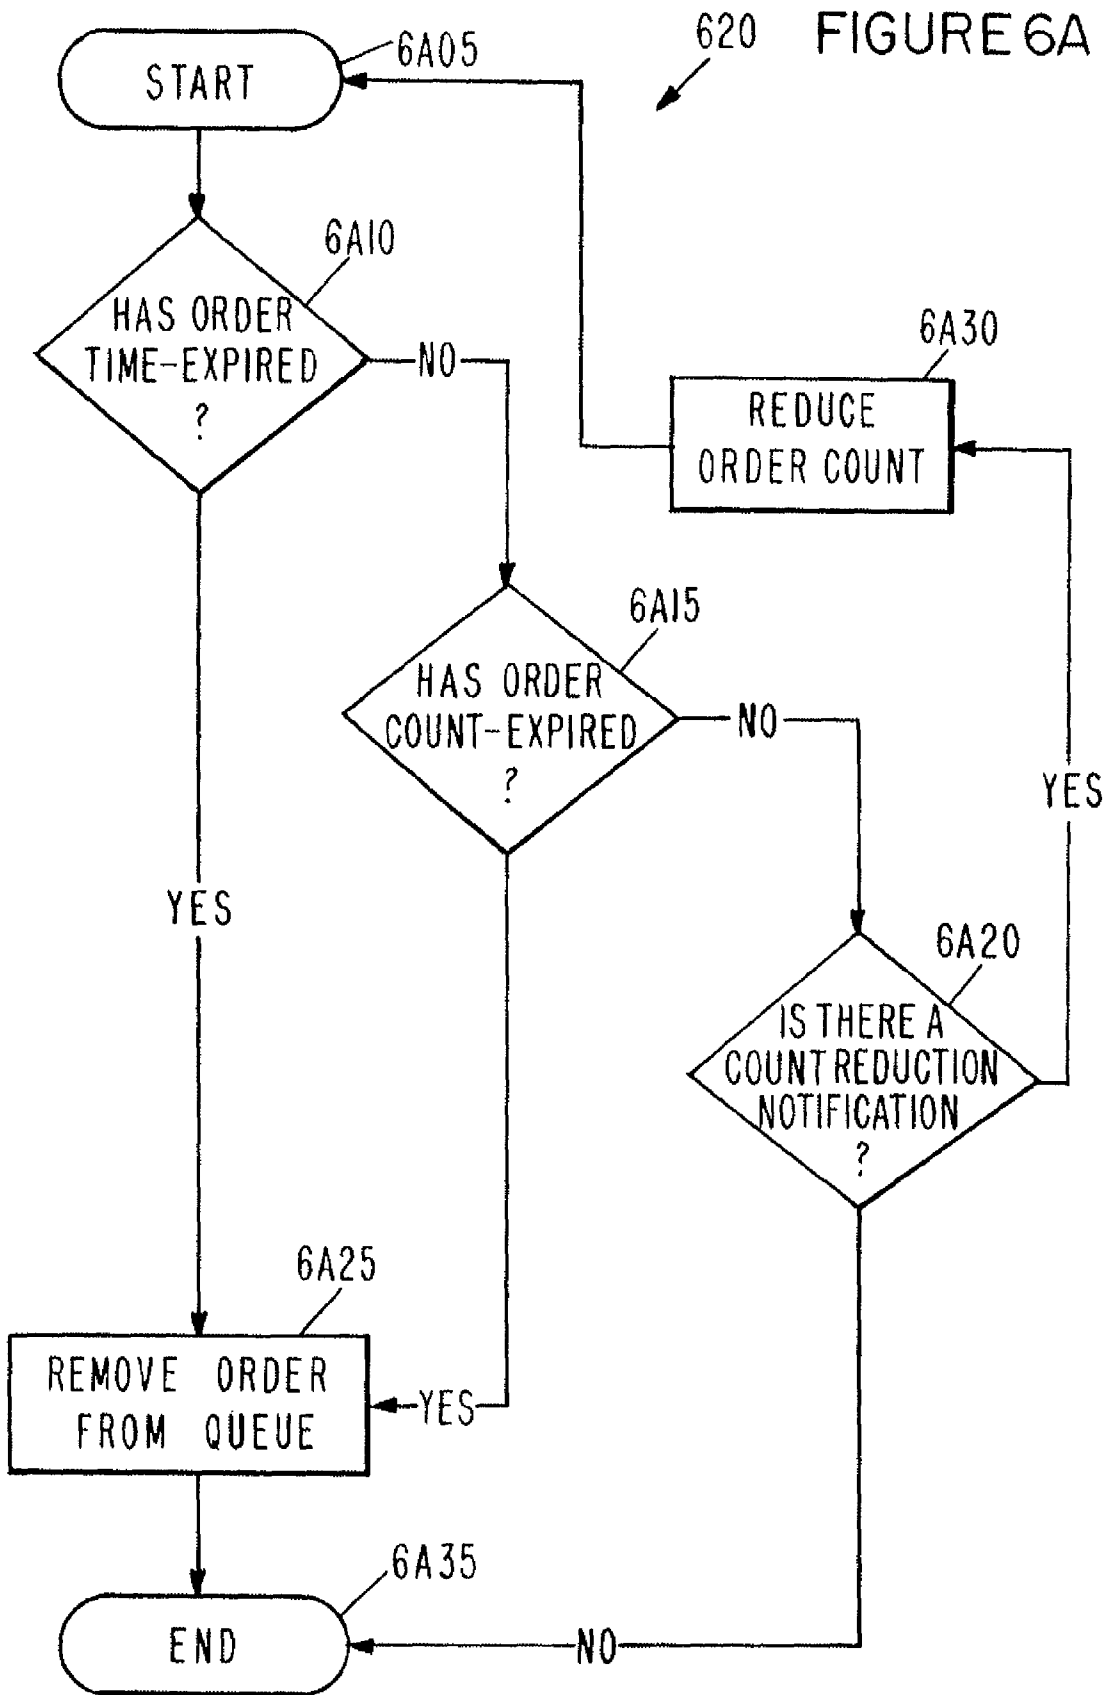 620 FIGURE 6A
6A05
START
6A10
HAS ORDER
TIME-EXPIRED
?
NO
6A30
REDUCE
ORDER COUNT
6A15
HAS ORDER
COUNT-EXPIRED
?
NO
YES
YES
6A20
IS THERE A
COUNT REDUCTION
NOTIFICATION
?
6A25
REMOVE ORDER
FROM QUEUE
YES
6A35
END
NO